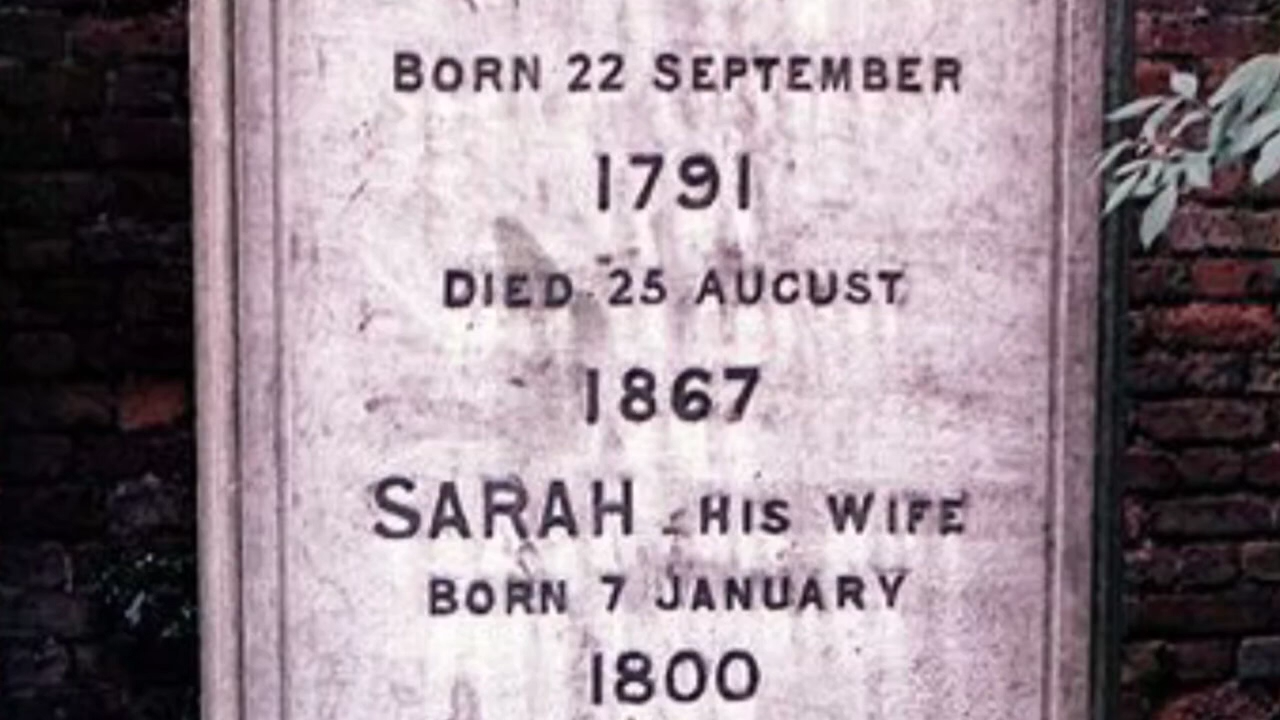 BORN 22 SEPTEMBER
1791
DIED 25 AUGUST
1867
SARAH HIS WIFE
BORN 7 JANUARY
1800